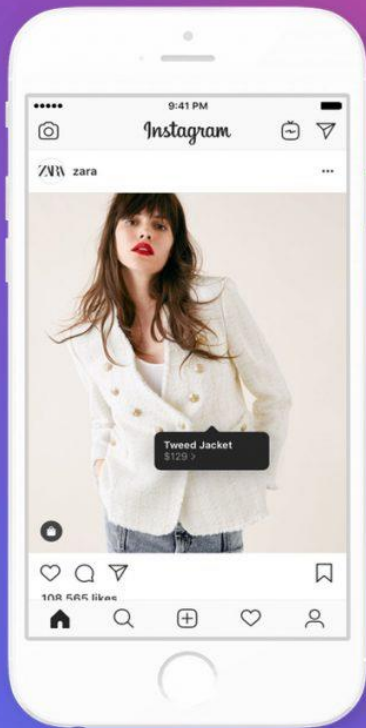 9:41 PM
Instagram
ZARA zara
Tweed Jacket
$129 >
108,565 likes